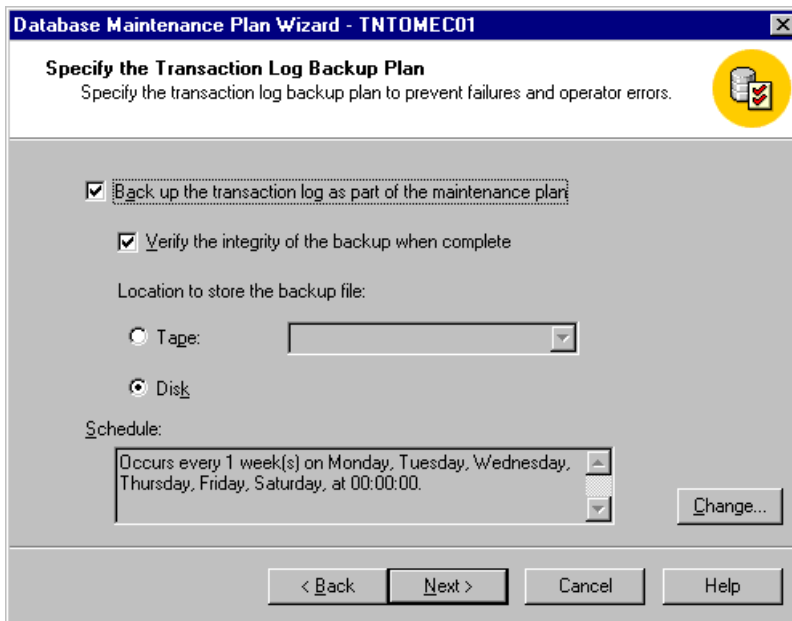 Database Maintenance Plan Wizard - TNTOMEC01
Specify the Transaction Log Backup Plan
Specify the transaction log backup plan to prevent failures and operator errors.
Back up the transaction log as part of the maintenance plan
Verify the integrity of the backup when complete
Location to store the backup file:
Tape:
Disk
Schedule:
Occurs every 1 week(s) on Monday, Tuesday, Wednesday,
Thursday, Friday, Saturday, at 00:00:00.
Change...
< Back Next > Cancel Help